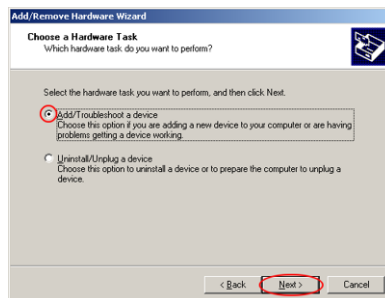 Add/Remove Hardware Wizard
Choose a Hardware Task
Which hardware task do you want to perform?
Select the hardware task you want to perform, and then click Next.
Add/Troubleshoot a device
Choose this option if you are adding a new device to your computer or are having
problems getting a device working.
Uninstall/Unplug a device
Choose this option to uninstall a device or to prepare the computer to unplug a
device.
< Back Next > Cancel